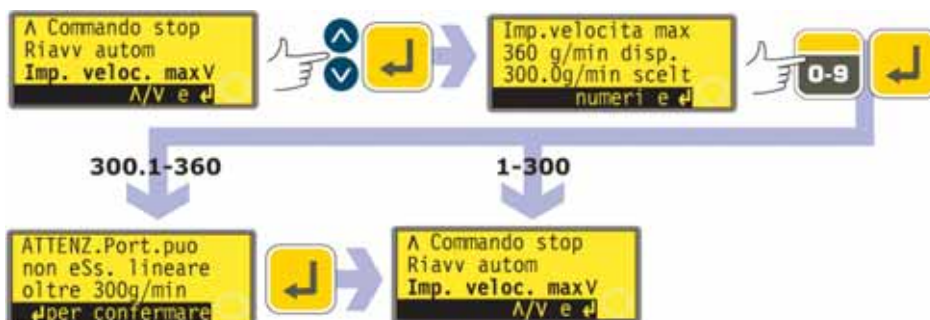 Λ Commando stop
Riavv autom
Imp. veloc. maxV
Λ/V e ↲
Imp.velocita max
360 g/min disp.
300.0g/min scelt
numeri e ↲
0-9
300.1-360
1-300
ATTENZ.Port.puo
non eSs. lineare
oltre 300g/min
↲per confermare
Λ Commando stop
Riavv autom
Imp. veloc. maxV
Λ/V e ↲